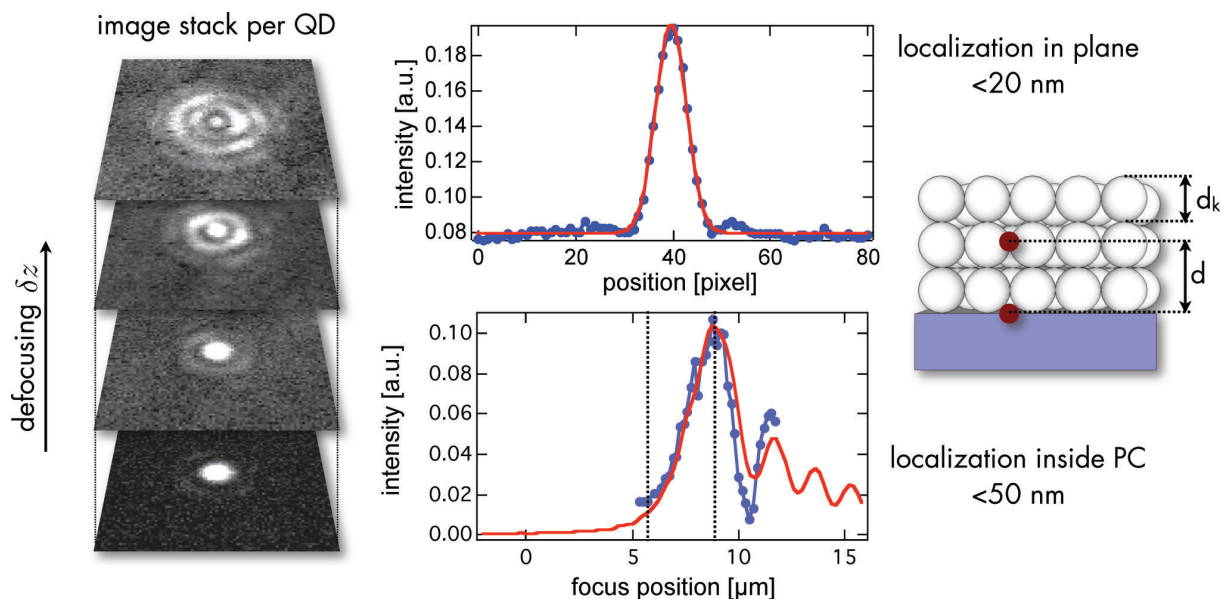 image stack per QD
defocusing δz
intensity [a.u.]
0.20
0.16
0.14
0.12
0.10
0.08
0
20
40
60
80
position [pixel]
intensity [a.u.]
0.10
0.08
0.06
0.04
0.02
0.00
0
5
10
15
focus position [µm]
localization in plane
<20 nm
dk
d
localization inside PC
<50 nm